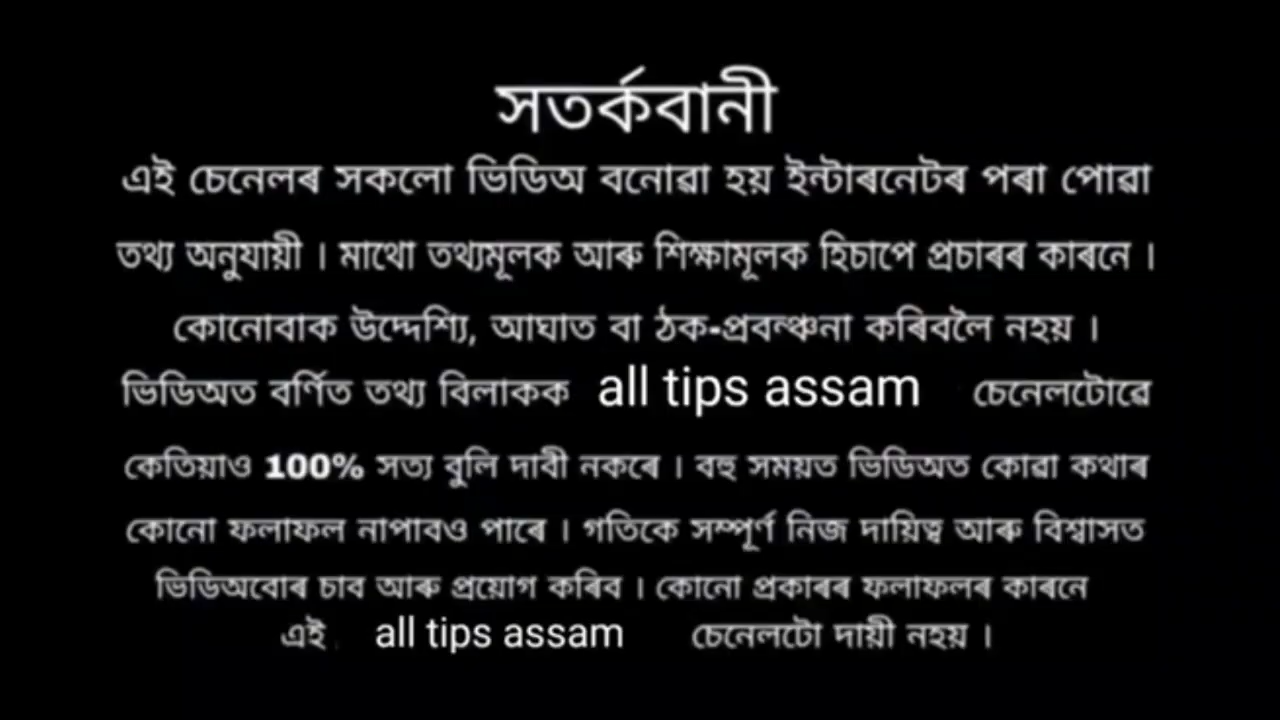 সতৰ্কবানী
এই চেনেলৰ সকলো ভিডিঅ বনোৱা হয় ইন্টাৰনেটৰ পৰা পোৱা
তথ্য অনুযায়ী । মাথো তথ্যমূলক আৰু শিক্ষামূলক হিচাপে প্ৰচাৰৰ কাৰনে ।
কোনোবাক উদ্দেশ্যি, আঘাত বা ঠক-প্ৰবন্ঞ্চনা কৰিবলৈ নহয় ।
ভিডিঅত বৰ্ণিত তথ্য বিলাকক all tips assam চেনেলটোৱে
কেতিয়াও 100% সত্য বুলি দাবী নকৰে । বহু সময়ত ভিডিঅত কোৱা কথাৰ
কোনো ফলাফল নাপাবও পাৰে । গতিকে সম্পূৰ্ণ নিজ দায়িত্ব আৰু বিশ্বাসত
ভিডিঅবোৰ চাব আৰু প্ৰয়োগ কৰিব । কোনো প্ৰকাৰৰ ফলাফলৰ কাৰনে
এই all tips assam চেনেলটো দায়ী নহয় ।